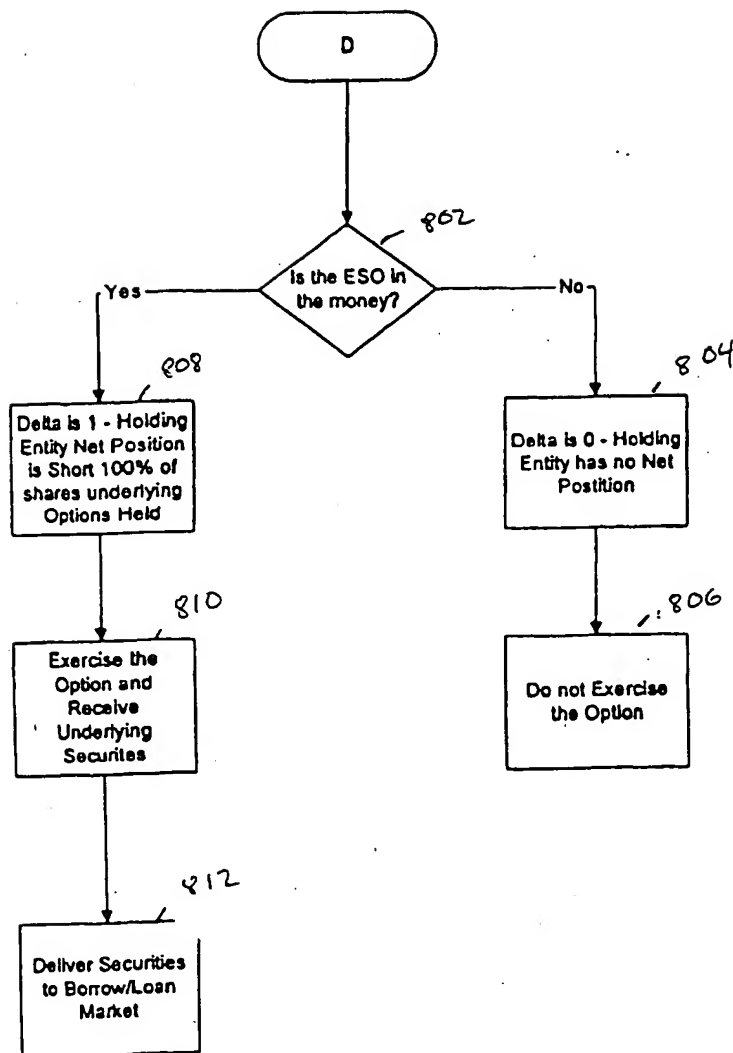 D
802
Is the ESO in
the money?
Yes
No
808
804
Delta is 1 - Holding
Entity Net Position
is Short 100% of
shares underlying
Options Held
Delta is 0 - Holding
Entity has no Net
Postition
810
806
Exercise the
Option and
Receive
Underlying
Securites
Do not Exercise
the Option
812
Deliver Securities
to Borrow/Loan
Market